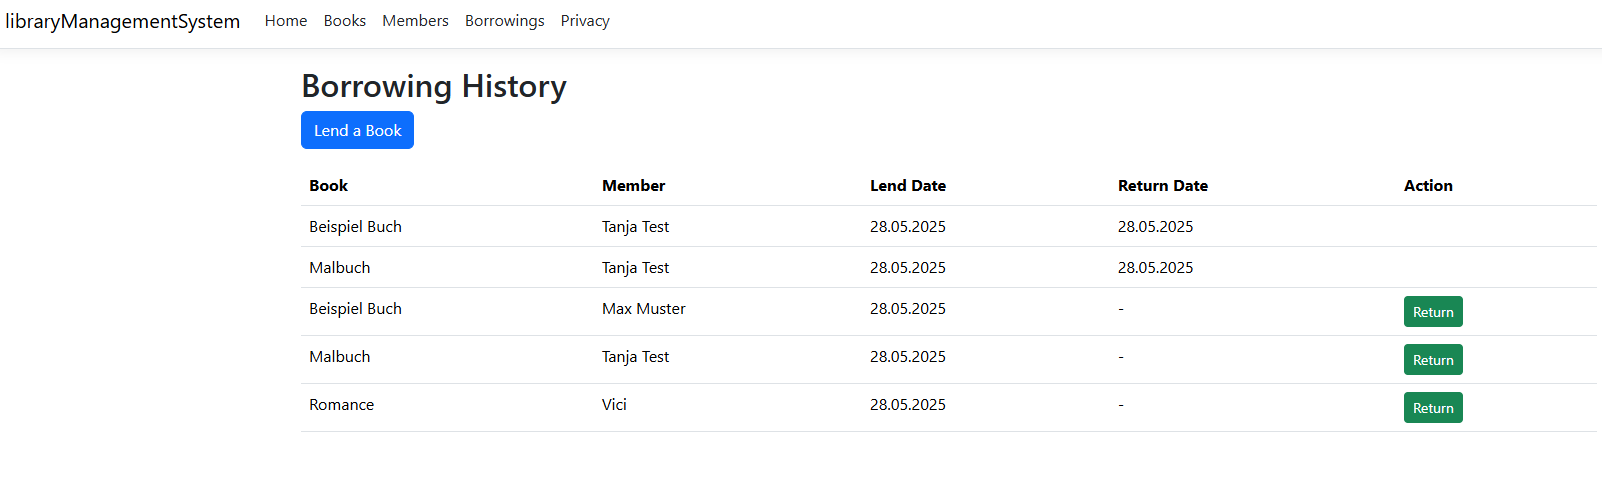 libraryManagementSystem Home Books Members Borrowings Privacy
Borrowing History
Lend a Book
Book Member Lend Date Return Date Action
Beispiel Buch Tanja Test 28.05.2025 28.05.2025
Malbuch Tanja Test 28.05.2025 28.05.2025
Beispiel Buch Max Muster 28.05.2025 - Return
Malbuch Tanja Test 28.05.2025 - Return
Romance Vici 28.05.2025 - Return